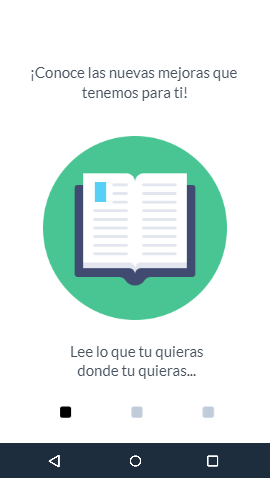 ¡Conoce las nuevas mejoras que
tenemos para ti!
Lee lo que tu quieras
donde tu quieras...